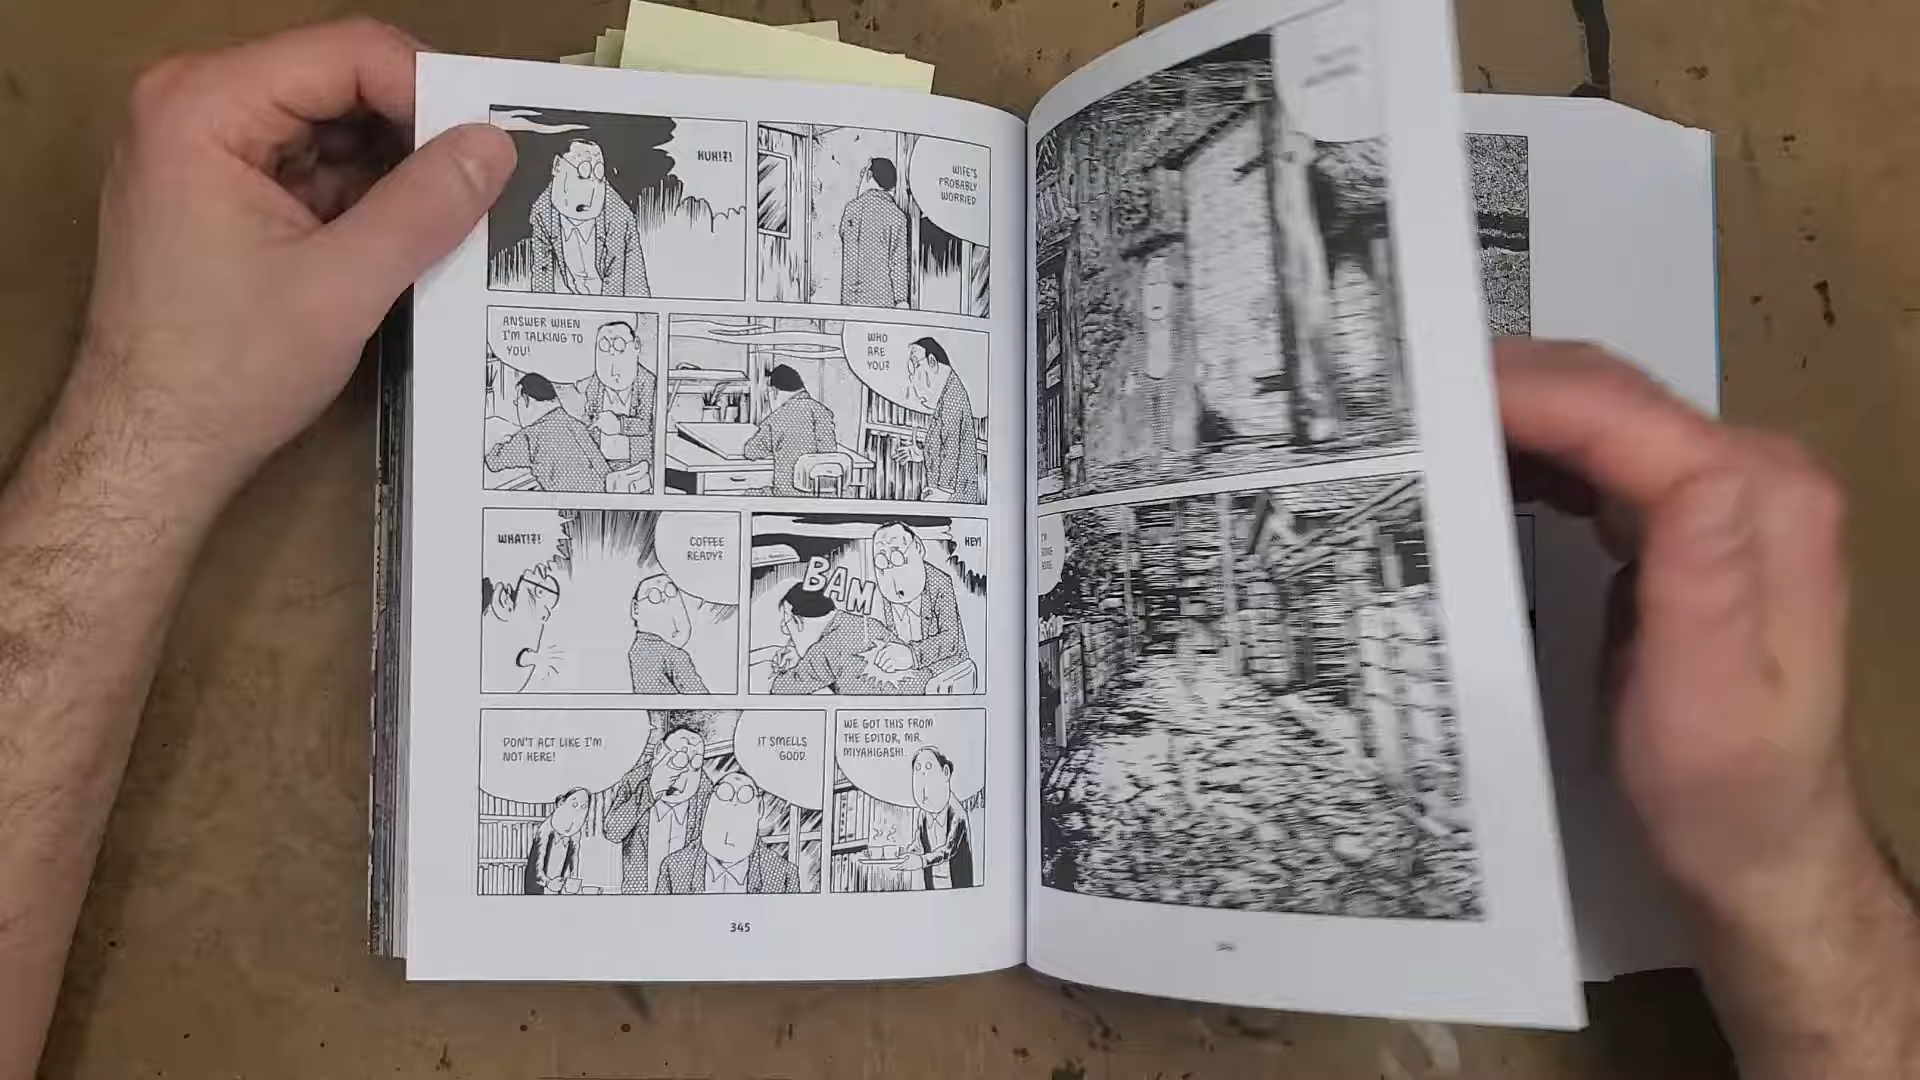 WIFE'S
PROBABLY
WORRIED
HUH!?!
WHO
ARE
YOU?
ANSWER WHEN
I'M TALKING TO
YOU!
HEY!
BAM
COFFEE
READY?
WHAT!?!
WE GOT THIS FROM
THE EDITOR, MR.
MIYAHIGASHI.
IT SMELLS
GOOD.
DON'T ACT LIKE I'M
NOT HERE!
345